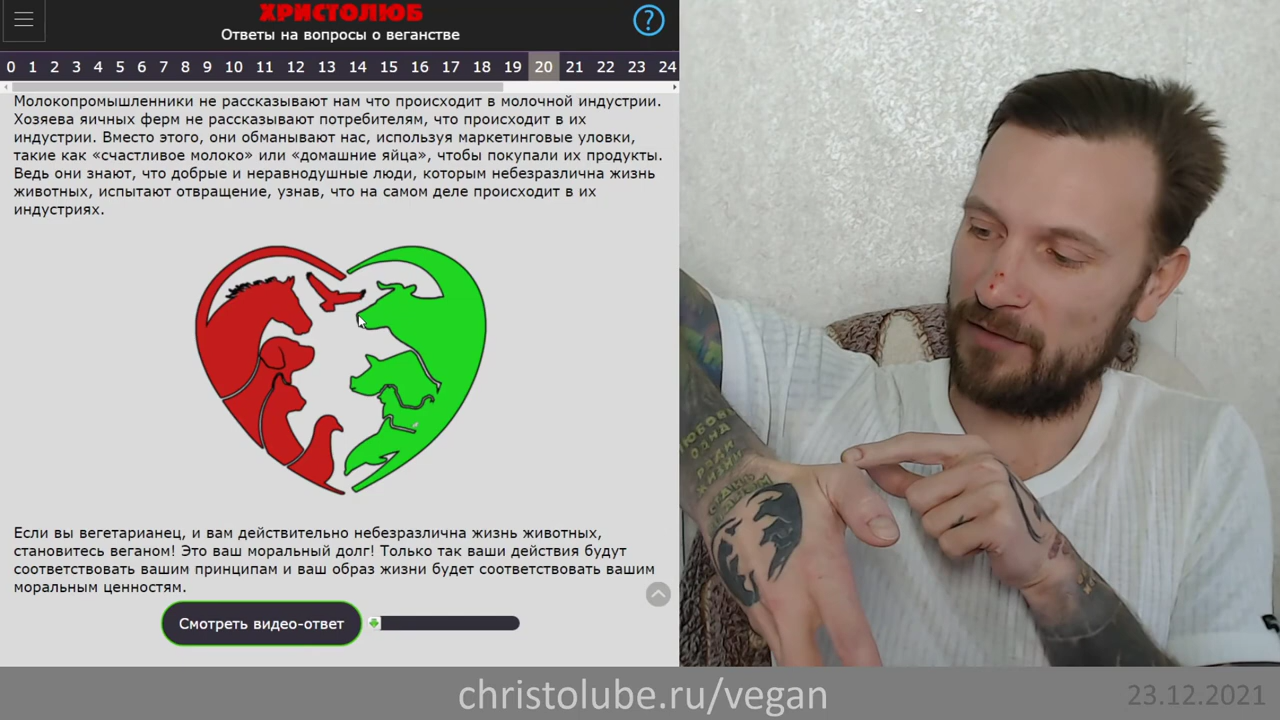 ХРИСТОЛЮБ
Ответы на вопросы о веганстве
?
0 1 2 3 4 5 6 7 8 9 10 11 12 13 14 15 16 17 18 19 20 21 22 23 24
Молокопромышленники не рассказывают нам что происходит в молочной индустрии.
Хозяева яичных ферм не рассказывают потребителям, что происходит в их
индустрии. Вместо этого, они обманывают нас, используя маркетинговые уловки,
такие как «счастливое молоко» или «домашние яйца», чтобы покупали их продукты.
Ведь они знают, что добрые и неравнодушные люди, которым небезразлична жизнь
животных, испытают отвращение, узнав, что на самом деле происходит в их
индустриях.
Если вы вегетарианец, и вам действительно небезразлична жизнь животных,
становитесь веганом! Это ваш моральный долг! Только так ваши действия будут
соответствовать вашим принципам и ваш образ жизни будет соответствовать вашим
моральным ценностям.
Смотреть видео-ответ
ОДНА
РАДИ
ЖИЗНИ
christolube.ru/vegan
23.12.2021